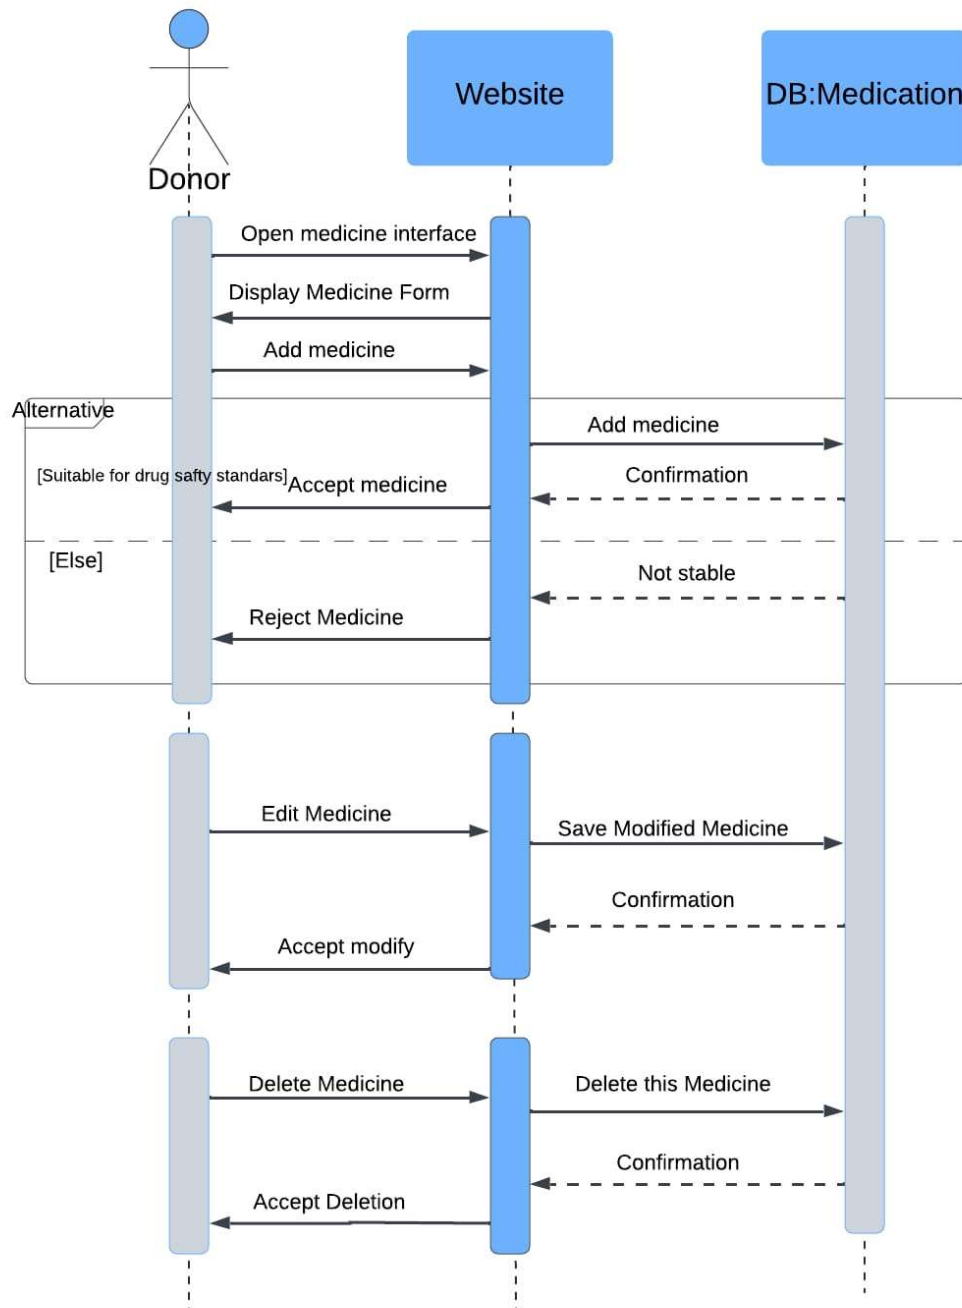 Website
DB:Medication
Donor
Open medicine interface
Display Medicine Form
Add medicine
Alternative
Add medicine
[Suitable for drug safty standars]
Accept medicine
Confirmation
[Else]
Not stable
Reject Medicine
Edit Medicine
Save Modified Medicine
Confirmation
Accept modify
Delete Medicine
Delete this Medicine
Confirmation
Accept Deletion